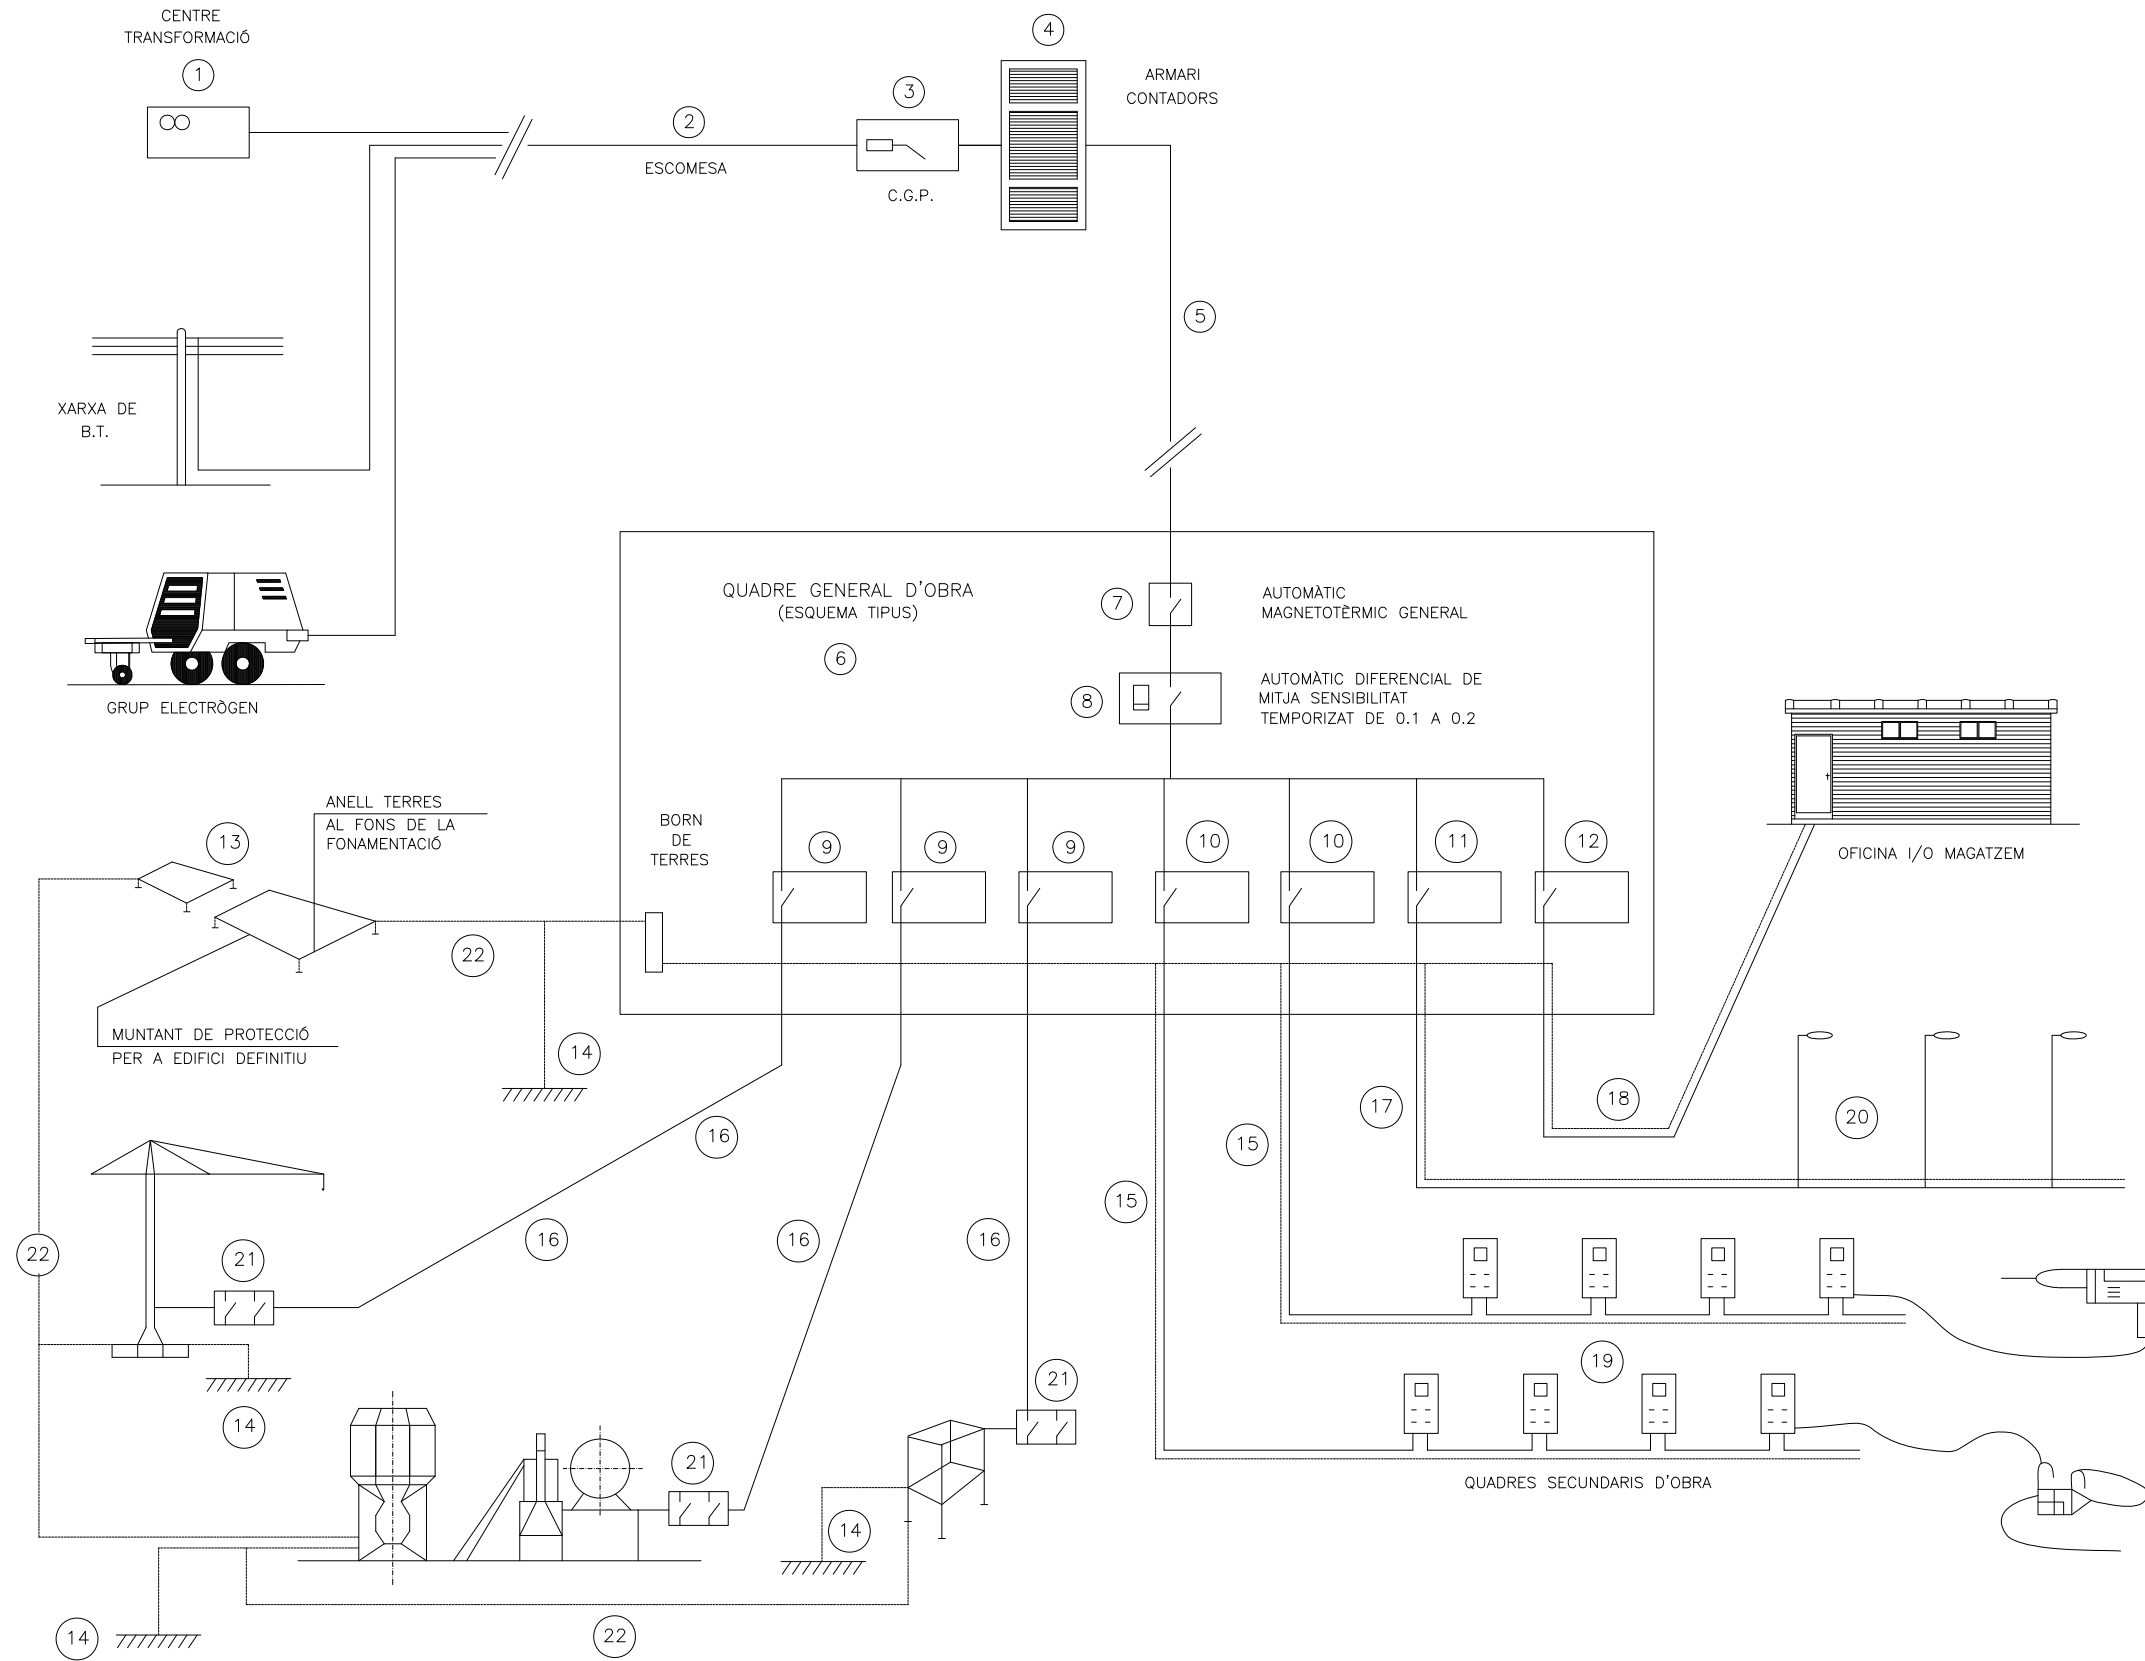 CENTRE
TRANSFORMACIÓ
1
2
ESCOMESA
3
C.G.P.
4
ARMARI
CONTADORS
5
XARXA DE
B.T.
GRUP ELECTRÒGEN
QUADRE GENERAL D'OBRA
(ESQUEMA TIPUS)
6
7
AUTOMÀTIC
MAGNETOTÈRMIC GENERAL
8
AUTOMÀTIC DIFERENCIAL DE
MITJA SENSIBILITAT
TEMPORIZAT DE 0.1 A 0.2
OFICINA I/O MAGATZEM
ANELL TERRES
AL FONS DE LA
FONAMENTACIÓ
13
BORN
DE
TERRES
9
9
9
10
10
11
12
22
MUNTANT DE PROTECCIÓ
PER A EDIFICI DEFINITIU
14
16
15
17
18
20
15
22
21
16
16
16
19
14
21
21
QUADRES SECUNDARIS D'OBRA
14
14
22